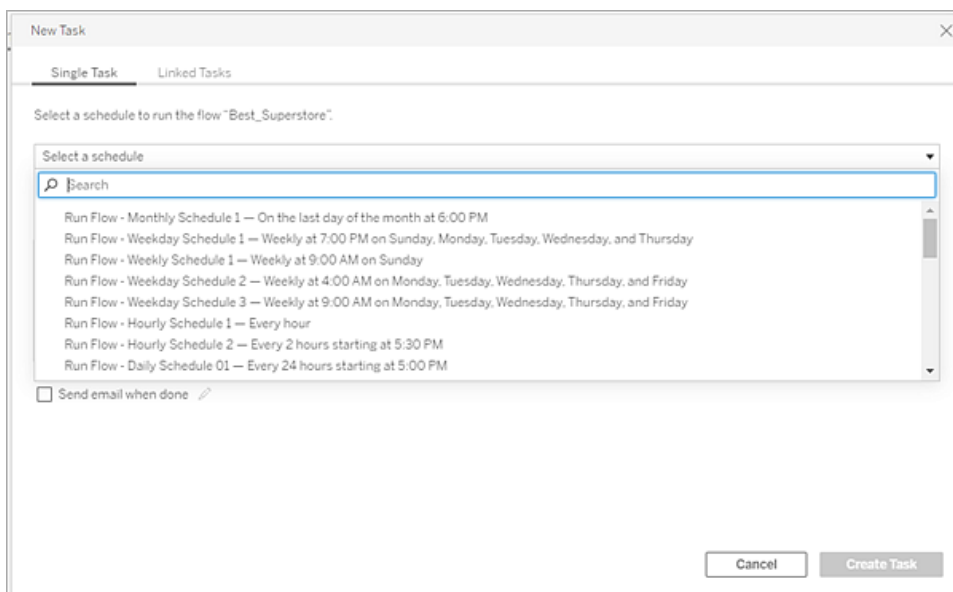 New Task
Single Task Linked Tasks
Select a schedule to run the flow "Best_Superstore".
Select a schedule
Search
Run Flow - Monthly Schedule 1 — On the last day of the month at 6:00 PM
Run Flow - Weekday Schedule 1 — Weekly at 7:00 PM on Sunday, Monday, Tuesday, Wednesday, and Thursday
Run Flow - Weekly Schedule 1 — Weekly at 9:00 AM on Sunday
Run Flow - Weekday Schedule 2 — Weekly at 4:00 AM on Monday, Tuesday, Wednesday, Thursday, and Friday
Run Flow - Weekday Schedule 3 — Weekly at 9:00 AM on Monday, Tuesday, Wednesday, Thursday, and Friday
Run Flow - Hourly Schedule 1 — Every hour
Run Flow - Hourly Schedule 2 — Every 2 hours starting at 5:30 PM
Run Flow - Daily Schedule 01 — Every 24 hours starting at 5:00 PM
Send email when done
Cancel Create Task